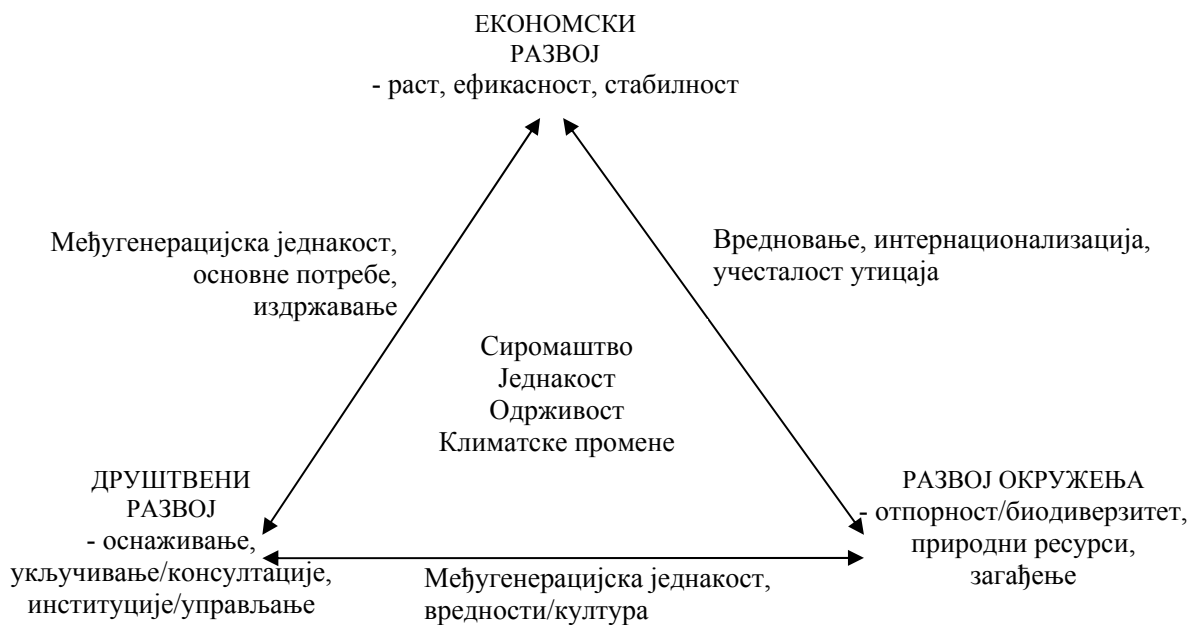 ЕКОНОМСКИ
РАЗВОЈ
- раст, ефикасност, стабилност
Међугенерацијска једнакост,
основне потребе,
издржавање
Вредновање, интернационализација,
учесталост утицаја
Сиромаштво
Једнакост
Одрживост
Климатске промене
ДРУШТВЕНИ
РАЗВОЈ
- оснаживање,
укључивање/консултације,
институције/управљање
Међугенерацијска једнакост,
вредности/култура
РАЗВОЈ ОКРУЖЕЊА
- отпорност/биодиверзитет,
природни ресурси,
загађење